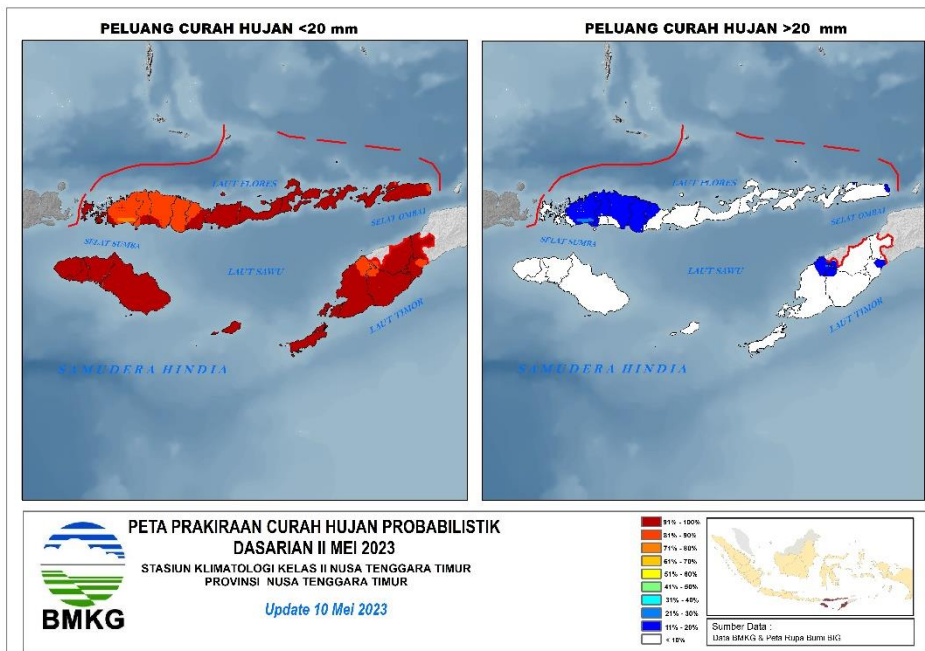 PELUANG CURAH HUJAN <20 mm
PELUANG CURAH HUJAN >20 mm
LAUT FLORES
SELAT OMBAI
SELAT SUMBA
LAUT SAWU
LAUT TIMOR
SAMUDERA HINDIA
LAUT FLORES
SELAT OMBAI
SELAT SUMBA
LAUT SAWU
LAUT TIMOR
SAMUDERA HINDIA
BMKG
PETA PRAKIRAAN CURAH HUJAN PROBABILISTIK
DASARIAN II MEI 2023
STASIUN KLIMATOLOGI KELAS II NUSA TENGGARA TIMUR
PROVINSI NUSA TENGGARA TIMUR
Update 10 Mei 2023
91% - 100%
81% - 90%
71% - 80%
61% - 70%
51% - 60%
41% - 50%
31% - 40%
21% - 30%
11% - 20%
< 10%
Sumber Data :
Data BMKG & Peta Rupa Bumi BIG